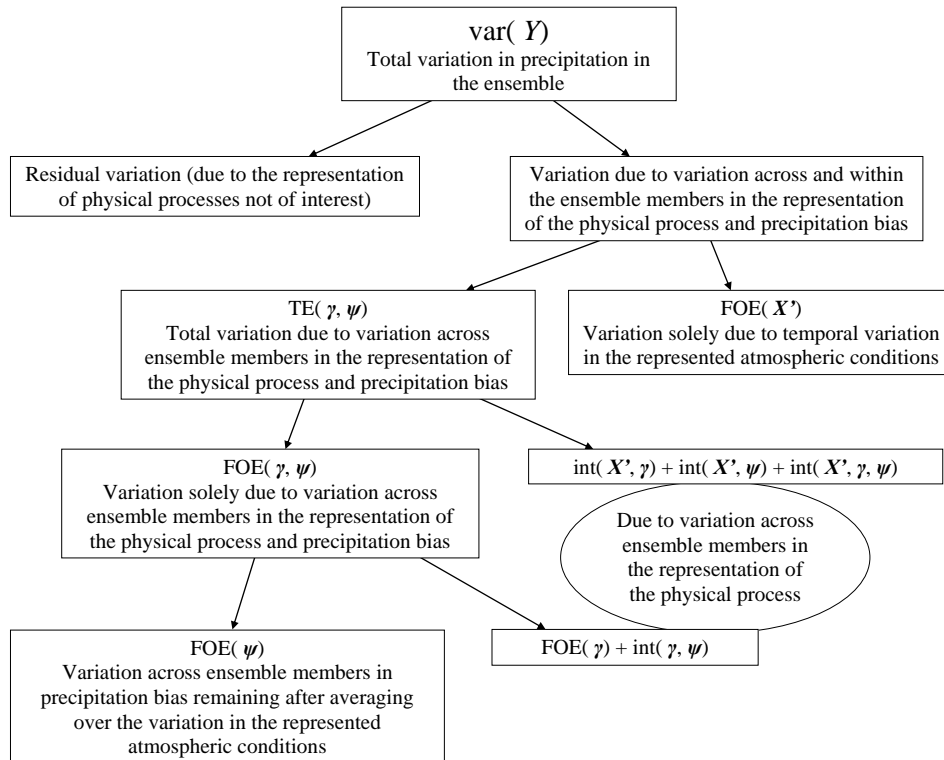 var( Y)
Total variation in precipitation in
the ensemble
Residual variation (due to the representation
of physical processes not of interest)
Variation due to variation across and within
the ensemble members in the representation
of the physical process and precipitation bias
TE( γ, ψ)
Total variation due to variation across
ensemble members in the representation of
the physical process and precipitation bias
FOE( X’)
Variation solely due to temporal variation
in the represented atmospheric conditions
FOE( γ, ψ)
Variation solely due to variation across
ensemble members in the representation of
the physical process and precipitation bias
int( X’, γ) + int( X’, ψ) + int( X’, γ, ψ)
Due to variation across
ensemble members in
the representation of
the physical process
FOE( ψ)
Variation across ensemble members in
precipitation bias remaining after averaging
over the variation in the represented
atmospheric conditions
FOE( γ) + int( γ, ψ)